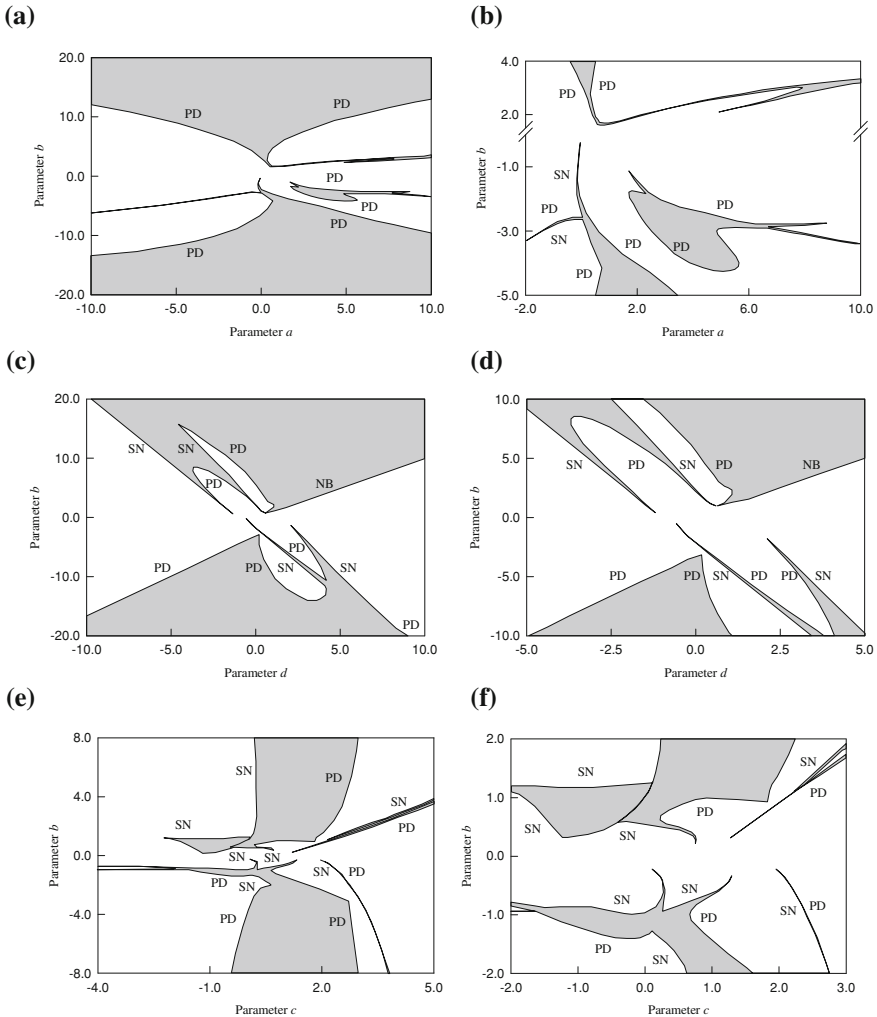 (a)
20.0
10.0
0.0
-10.0
-20.0
Parameter b
PD
PD
PD
PD
PD
PD
-10.0 -5.0 0.0 5.0 10.0
Parameter a
(b)
4.0
2.0
-1.0
-3.0
-5.0
Parameter b
PD
PD
SN
PD
SN
PD
PD
PD
PD
-2.0 2.0 6.0 10.0
Parameter a
(c)
20.0
10.0
0.0
-10.0
-20.0
Parameter b
SN
SN
PD
PD
NB
PD
PD
PD
SN
SN
PD
-10.0 -5.0 0.0 5.0 10.0
Parameter d
(d)
10.0
5.0
0.0
-5.0
-10.0
Parameter b
SN
PD
SN
PD
NB
PD
PD
SN
PD
PD
SN
-5.0 -2.5 0.0 2.5 5.0
Parameter d
(e)
8.0
4.0
0.0
-4.0
-8.0
Parameter b
SN
PD
SN
SN
PD
SN
SN
PD
SN
SN
PD
PD
PD
-4.0 -1.0 2.0 5.0
Parameter c
(f)
2.0
1.0
0.0
-1.0
-2.0
Parameter b
SN
SN
SN
PD
PD
SN
SN
PD
PD
SN
SN
PD
-2.0 -1.0 0.0 1.0 2.0 3.0
Parameter c